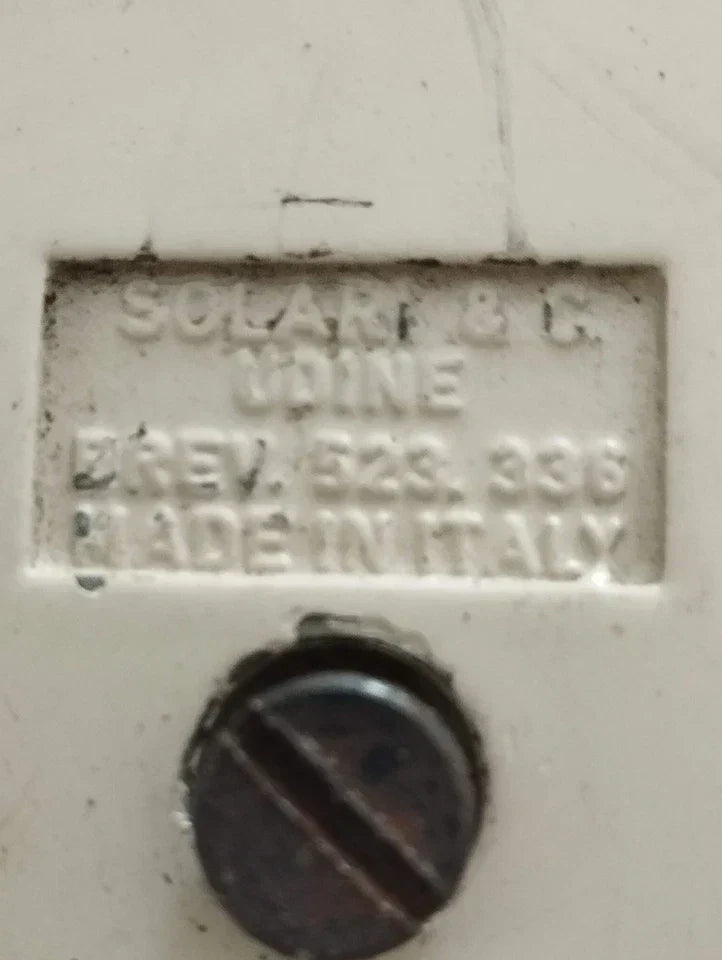 SOLARI & C.
UDINE
BREV. 523. 336
MADE IN ITALY